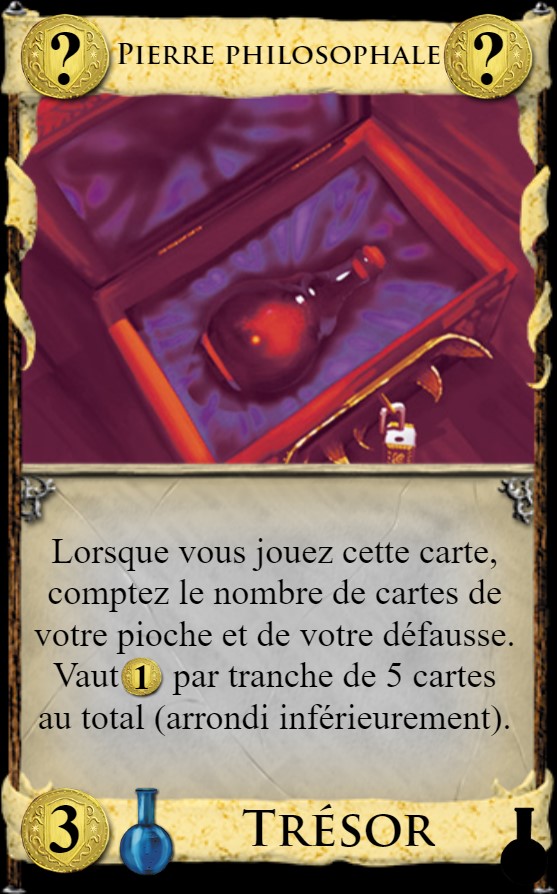 ? PIERRE PHILOSOPHALE ?
Lorsque vous jouez cette carte,
comptez le nombre de cartes de
votre pioche et de votre défausse.
Vaut 1 par tranche de 5 cartes
au total (arrondi inférieurement).
3 TRÉSOR